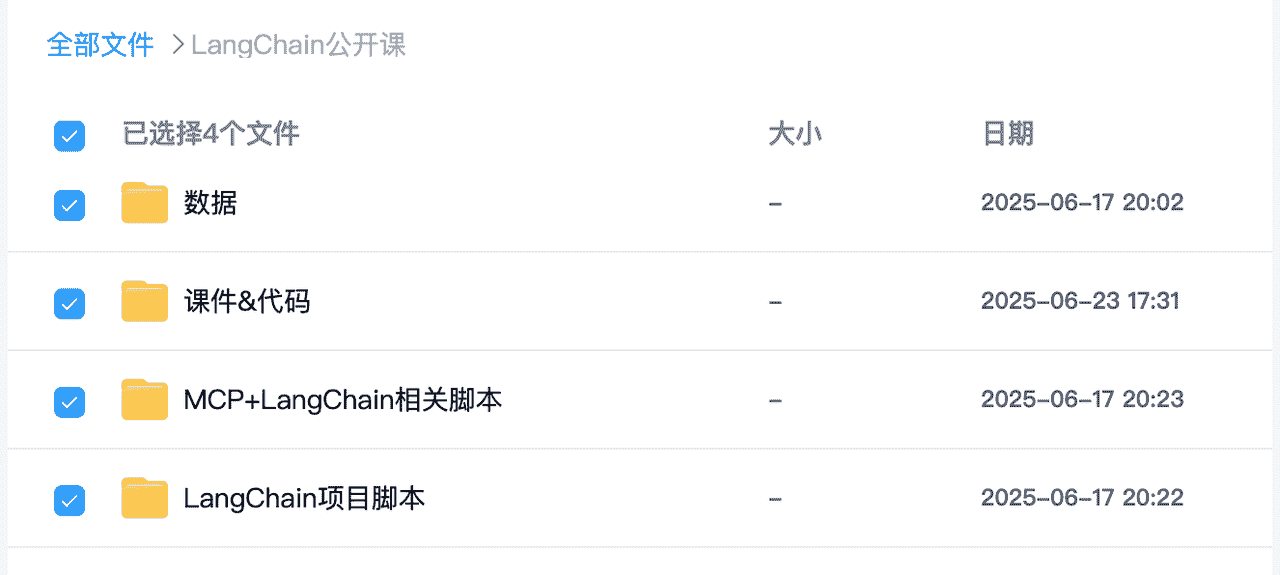 全部文件 >LangChain公开课
已选择4个文件 大小 日期
数据 - 2025-06-17 20:02
课件&代码 - 2025-06-23 17:31
MCP+LangChain相关脚本 - 2025-06-17 20:23
LangChain项目脚本 - 2025-06-17 20:22